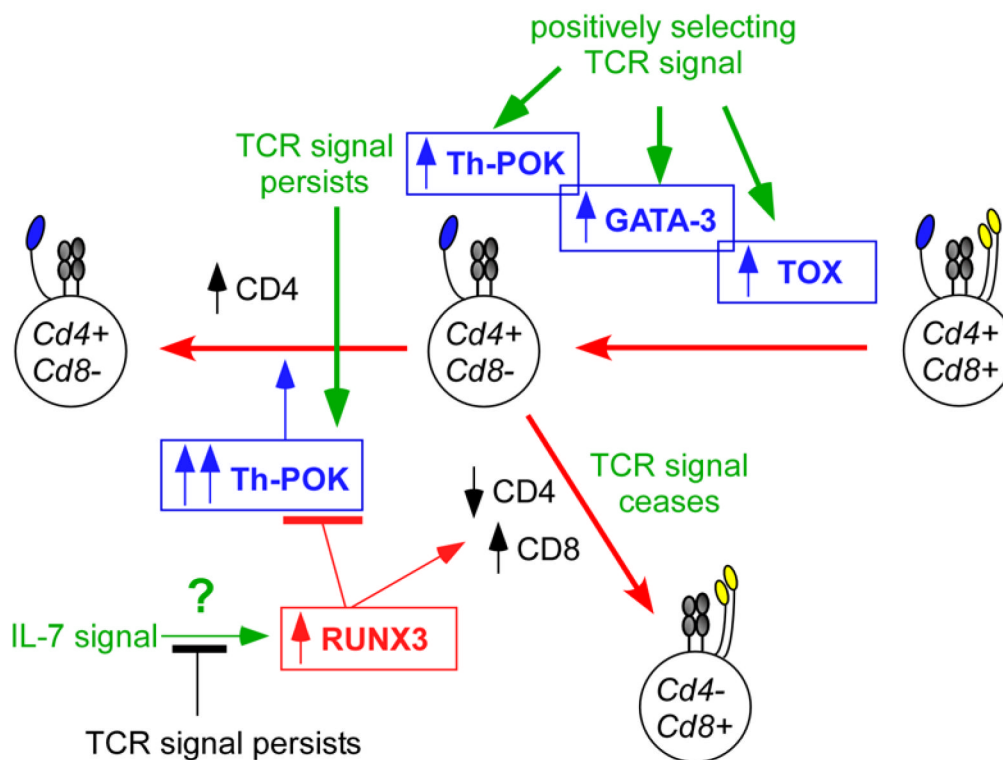 positively selecting
TCR signal
TCR signal
persists
Th-POK
GATA-3
TOX
CD4
Cd4+
Cd8-
Cd4+
Cd8-
Cd4+
Cd8+
Th-POK
TCR signal
ceases
CD4
CD8
?
IL-7 signal
RUNX3
Cd4-
Cd8+
TCR signal persists